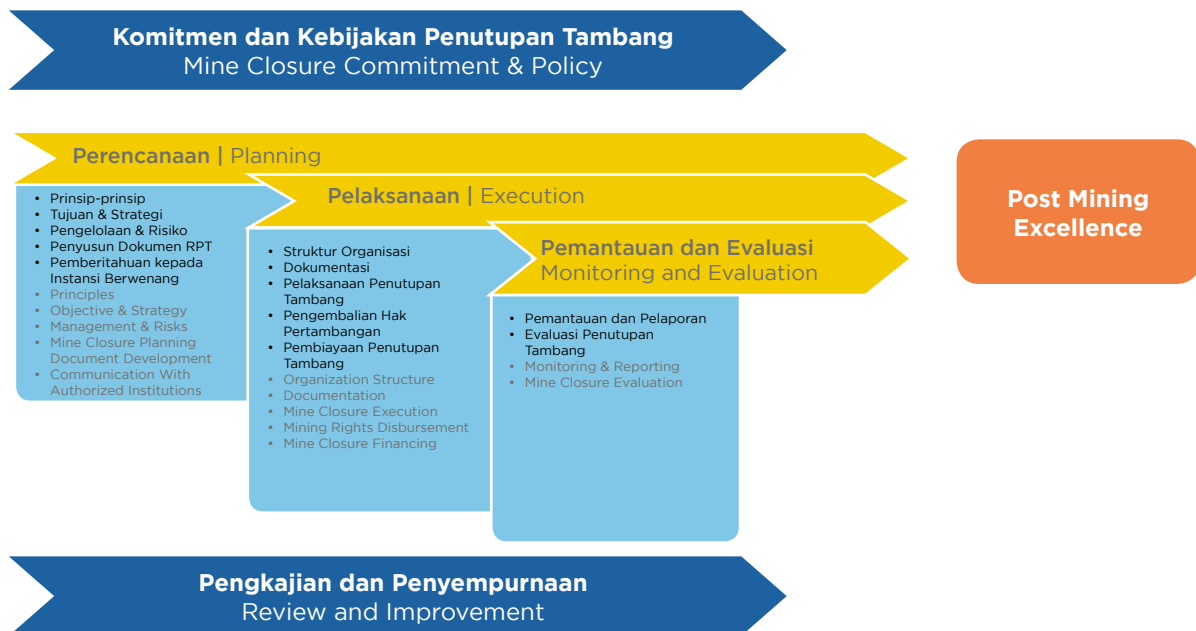 Komitmen dan Kebijakan Penutupan Tambang
Mine Closure Commitment & Policy
Perencanaan | Planning
• Prinsip-prinsip
• Tujuan & Strategi
• Pengelolaan & Risiko
• Penyusun Dokumen RPT
• Pemberitahuan kepada
Instansi Berwenang
• Principles
• Objective & Strategy
• Management & Risks
• Mine Closure Planning
Document Development
• Communication With
Authorized Institutions
Pelaksanaan | Execution
• Struktur Organisasi
• Dokumentasi
• Pelaksanaan Penutupan
Tambang
• Pengembalian Hak
Pertambangan
• Pembiayaan Penutupan
Tambang
• Organization Structure
• Documentation
• Mine Closure Execution
• Mining Rights Disbursement
• Mine Closure Financing
Pemantauan dan Evaluasi
Monitoring and Evaluation
• Pemantauan dan Pelaporan
• Evaluasi Penutupan
Tambang
• Monitoring & Reporting
• Mine Closure Evaluation
Post Mining
Excellence
Pengkajian dan Penyempurnaan
Review and Improvement